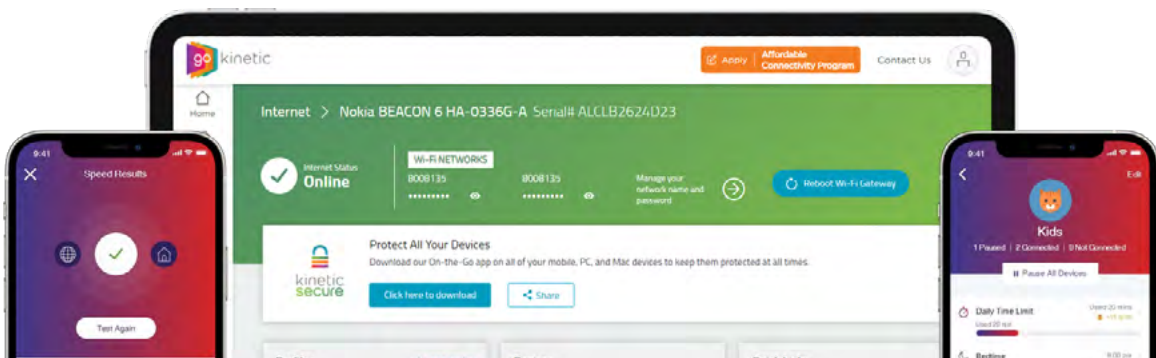 go kinetic
Apply
Affordable
Connectivity Program
Contact Us
Home
Internet > Nokia BEACON 6 HA-0336G-A Serial# ALCLB2624D23
Internet Status
Online
Wi-Fi NETWORKS
8008135
8008135
Manage your
network name and
password
Reboot Wi-Fi Gateway
Protect All Your Devices
Download our On-the-Go app on all of your mobile, PC, and Mac devices to keep them protected at all times.
kinetic
secure
Click here to download
Share
9:41
Speed Results
Test Again
9:41
Edit
Kids
1 Paused | 2 Connected | 0 Not Connected
Pause All Devices
Daily Time Limit
Used 20 mins
Bedtime